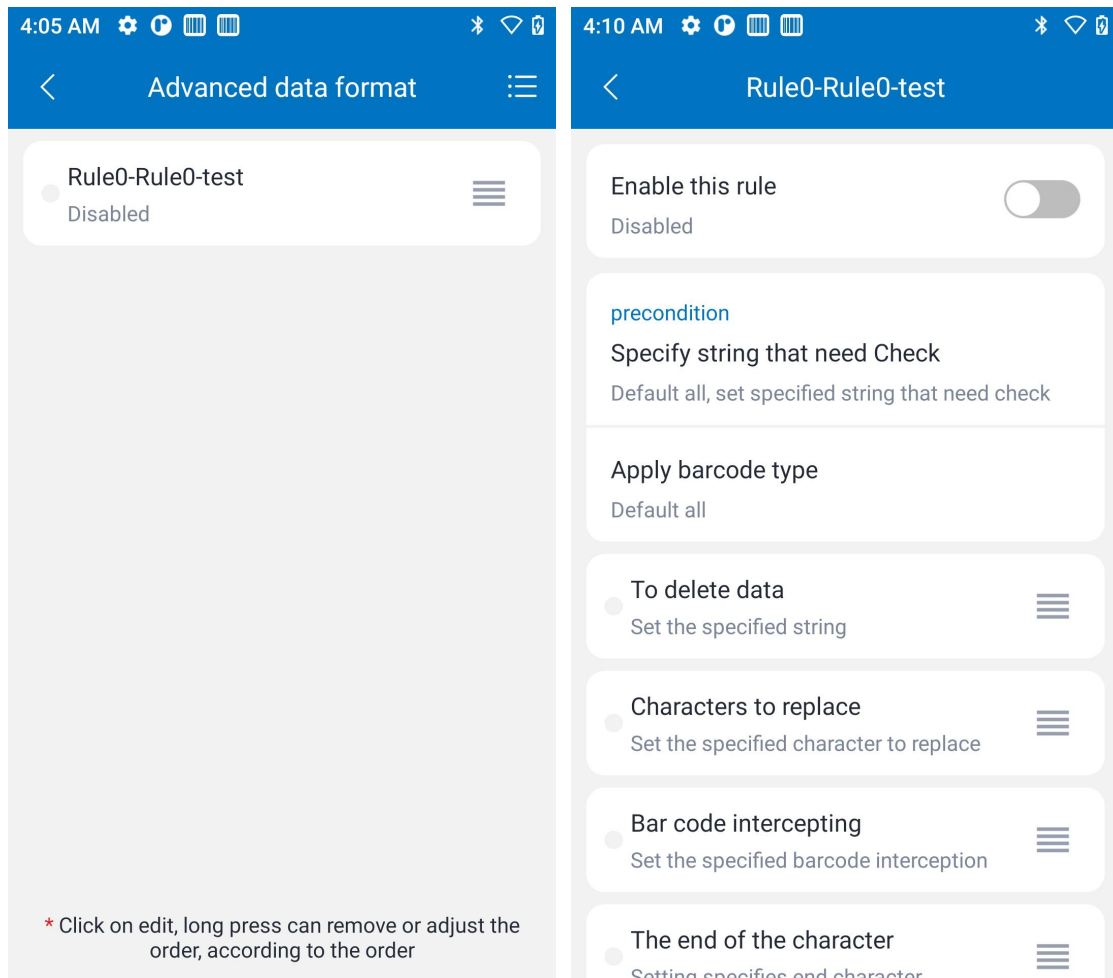 4:05 AM
Advanced data format
Rule0-Rule0-test
Disabled
* Click on edit, long press can remove or adjust the
order, according to the order
4:10 AM
Rule0-Rule0-test
Enable this rule
Disabled
precondition
Specify string that need Check
Default all, set specified string that need check
Apply barcode type
Default all
To delete data
Set the specified string
Characters to replace
Set the specified character to replace
Bar code intercepting
Set the specified barcode interception
The end of the character
Setting specifies end character